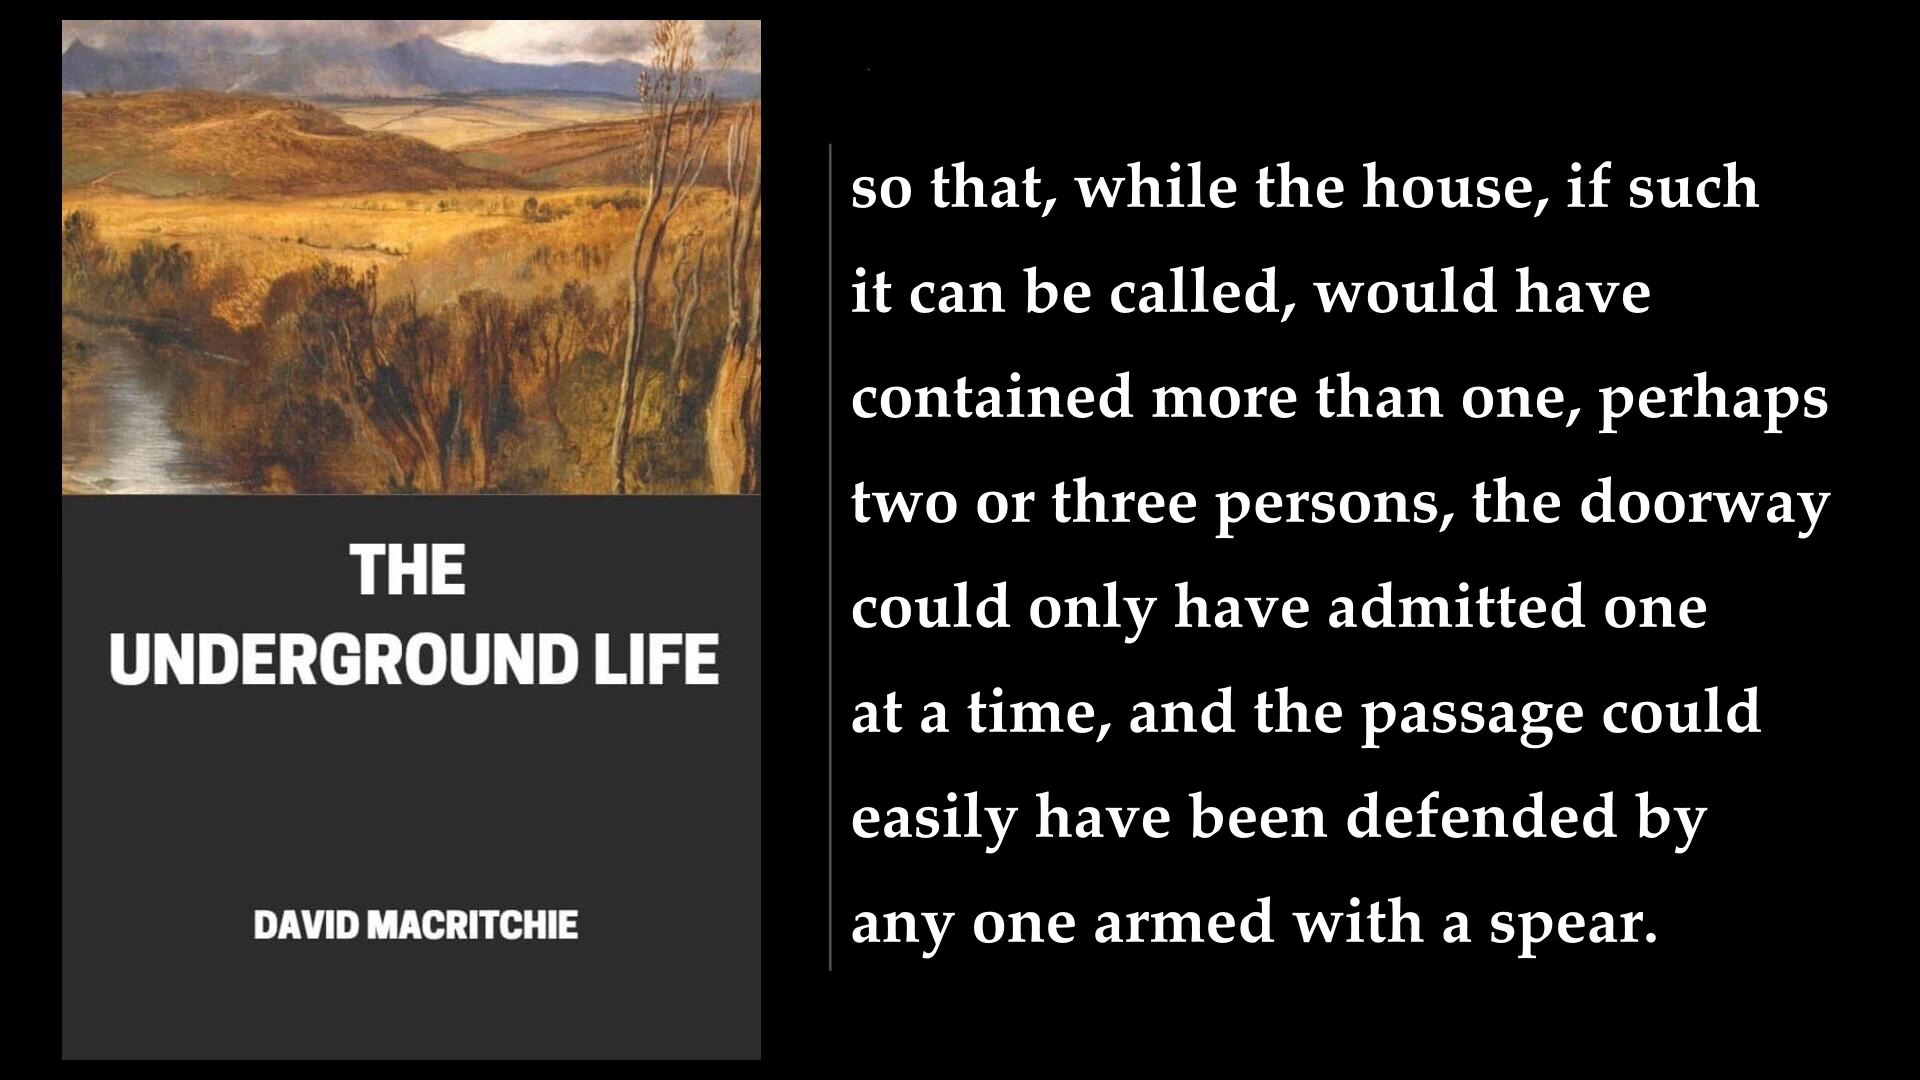 THE
UNDERGROUND LIFE
DAVID MACRITCHIE
so that, while the house, if such
it can be called, would have
contained more than one, perhaps
two or three persons, the doorway
could only have admitted one
at a time, and the passage could
easily have been defended by
any one armed with a spear.